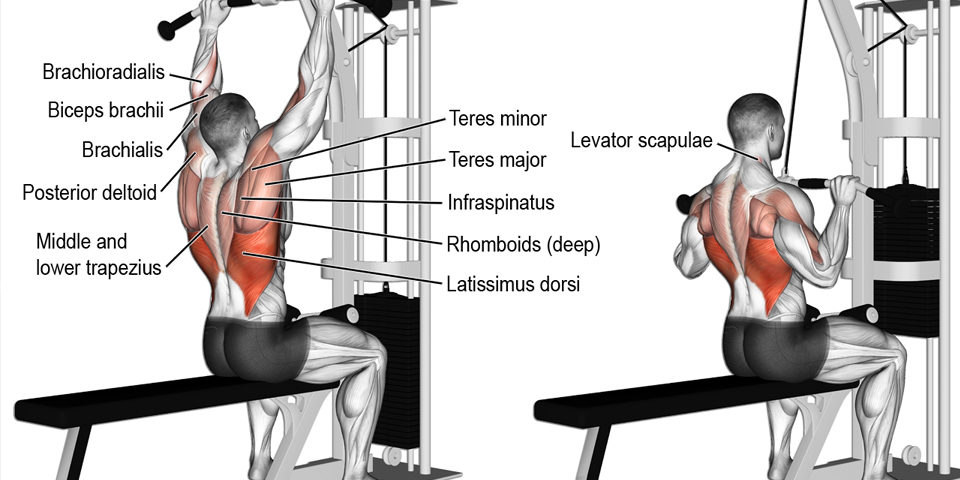 Brachioradialis
Biceps brachii
Brachialis
Posterior deltoid
Middle and
lower trapezius
Teres minor
Teres major
Infraspinatus
Rhomboids (deep)
Latissimus dorsi
Levator scapulae